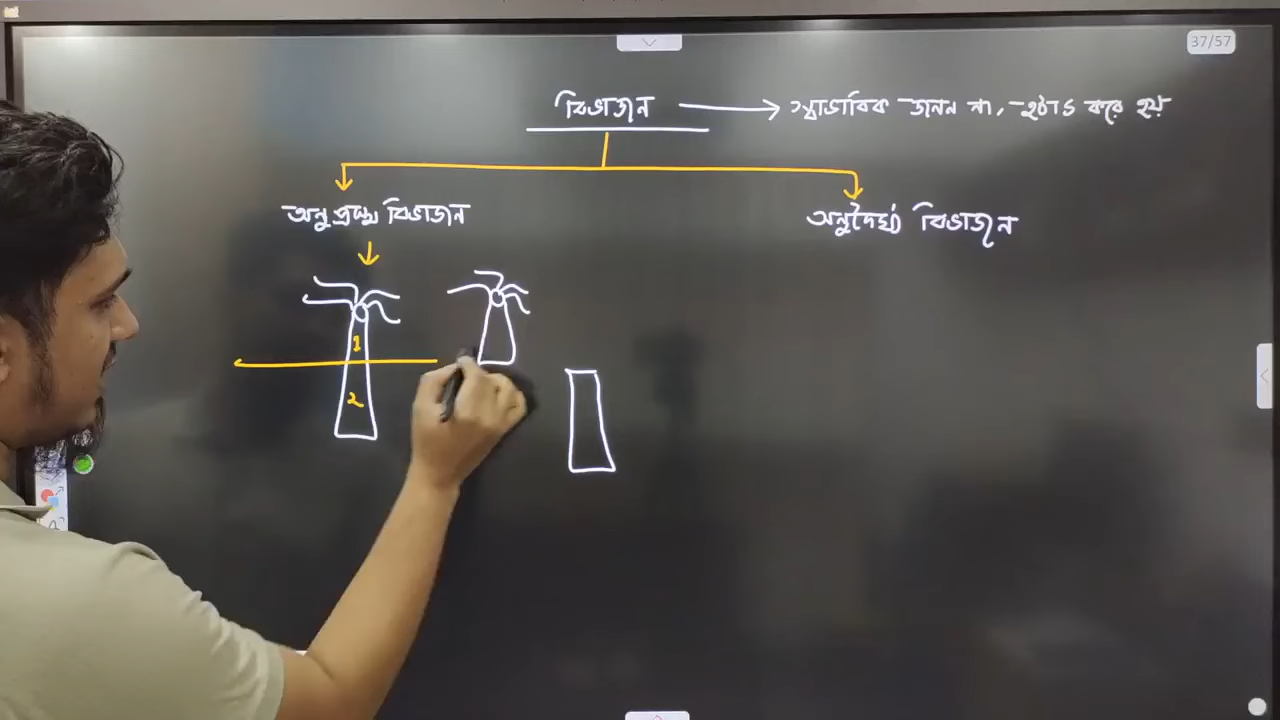 37/57
বিভাজন → স্বাভাবিক জনন না, হঠাৎ করে হয়
অনুপ্রস্থ বিভাজন
অনুদৈর্ঘ্য বিভাজন
1
2